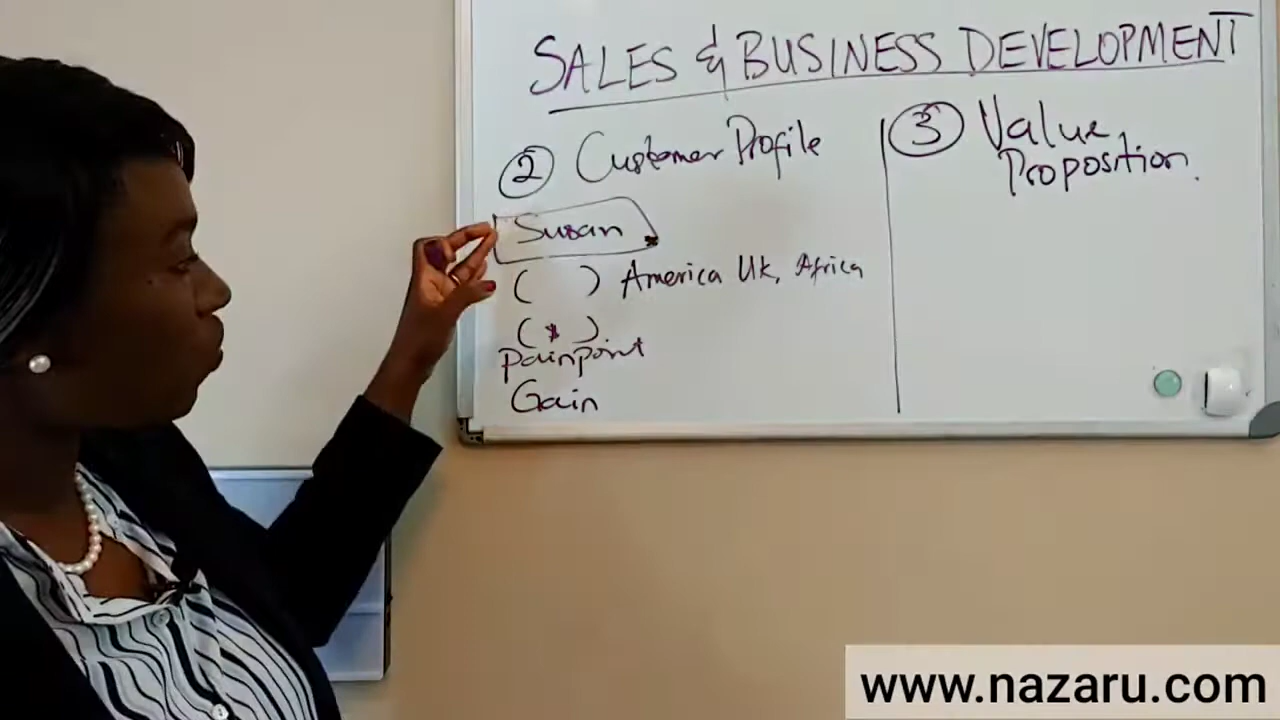 SALES & BUSINESS DEVELOPMENT
② Customer Profile
Susan
( ) America Uk, Africa
( * )
Painpoint
Gain
③ Value
Proposition.
www.nazaru.com